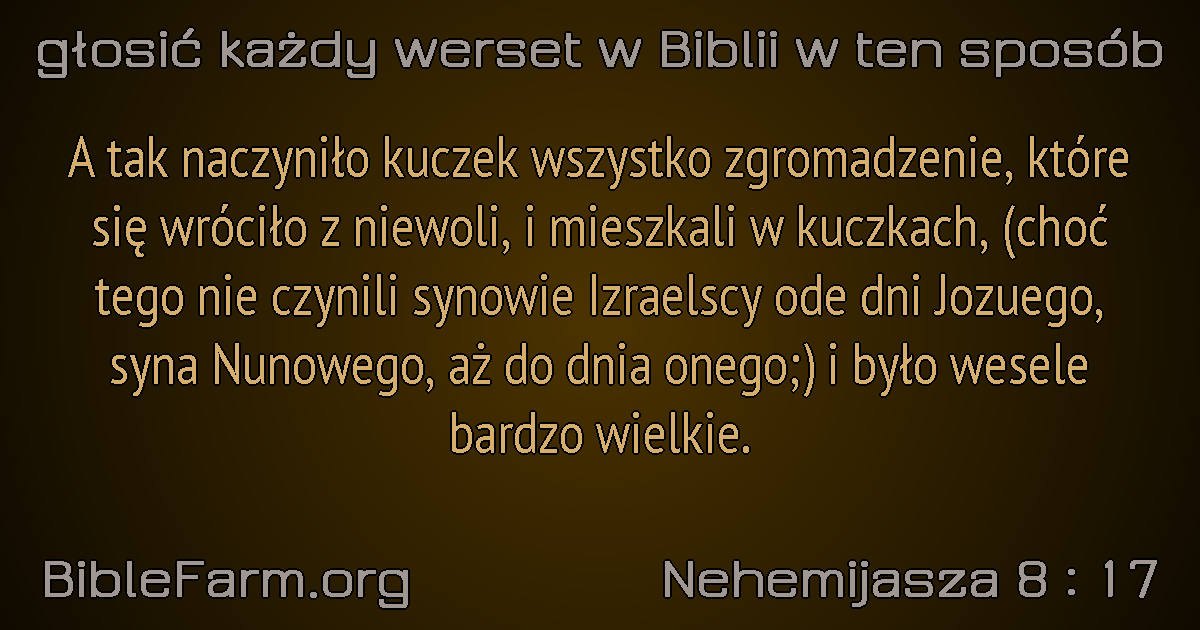 głosić każdy werset w Biblii w ten sposób
A tak naczyniło kuczek wszystko zgromadzenie, które
się wróciło z niewoli, i mieszkali w kuczkach, (choć
tego nie czynili synowie Izraelscy ode dni Jozuego,
syna Nunowego, aż do dnia onego;) i było wesele
bardzo wielkie.
BibleFarm.org
Nehemijasza 8 : 17